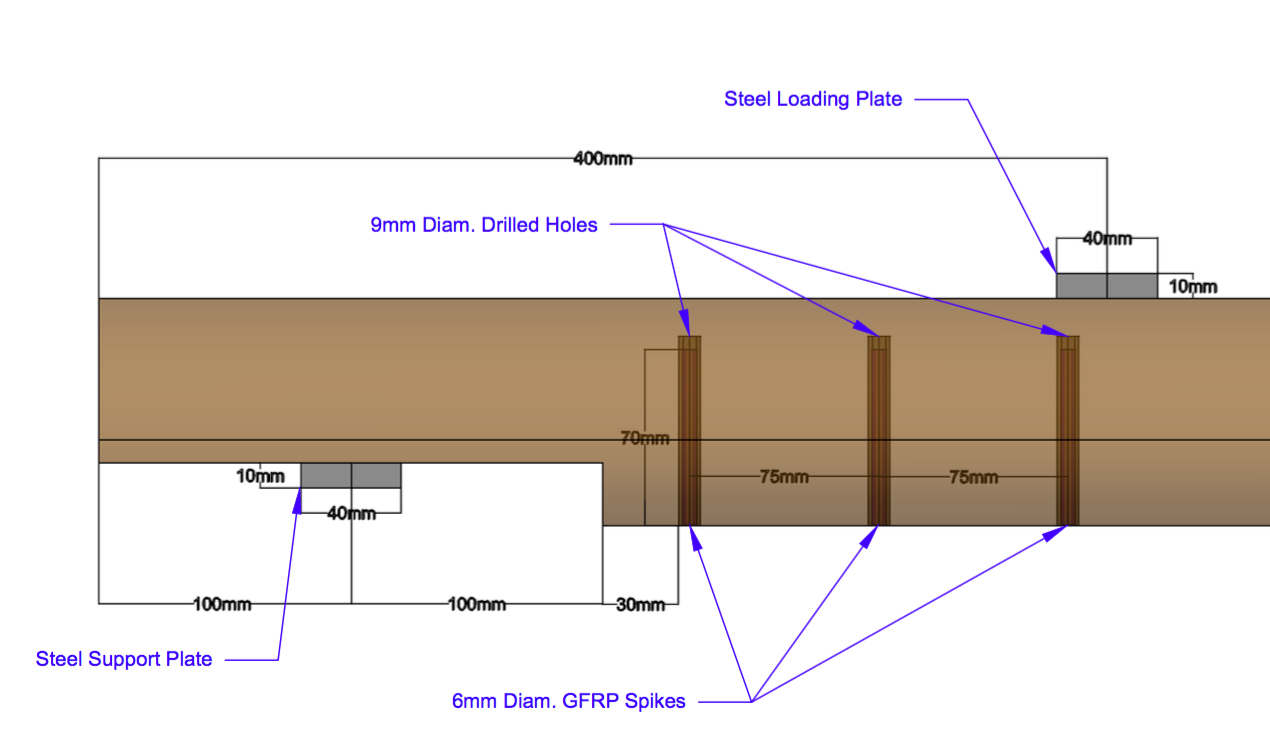 Steel Loading Plate
400mm
9mm Diam. Drilled Holes
40mm
10mm
70mm
75mm
75mm
10mm
40mm
100mm
100mm
30mm
Steel Support Plate
6mm Diam. GFRP Spikes